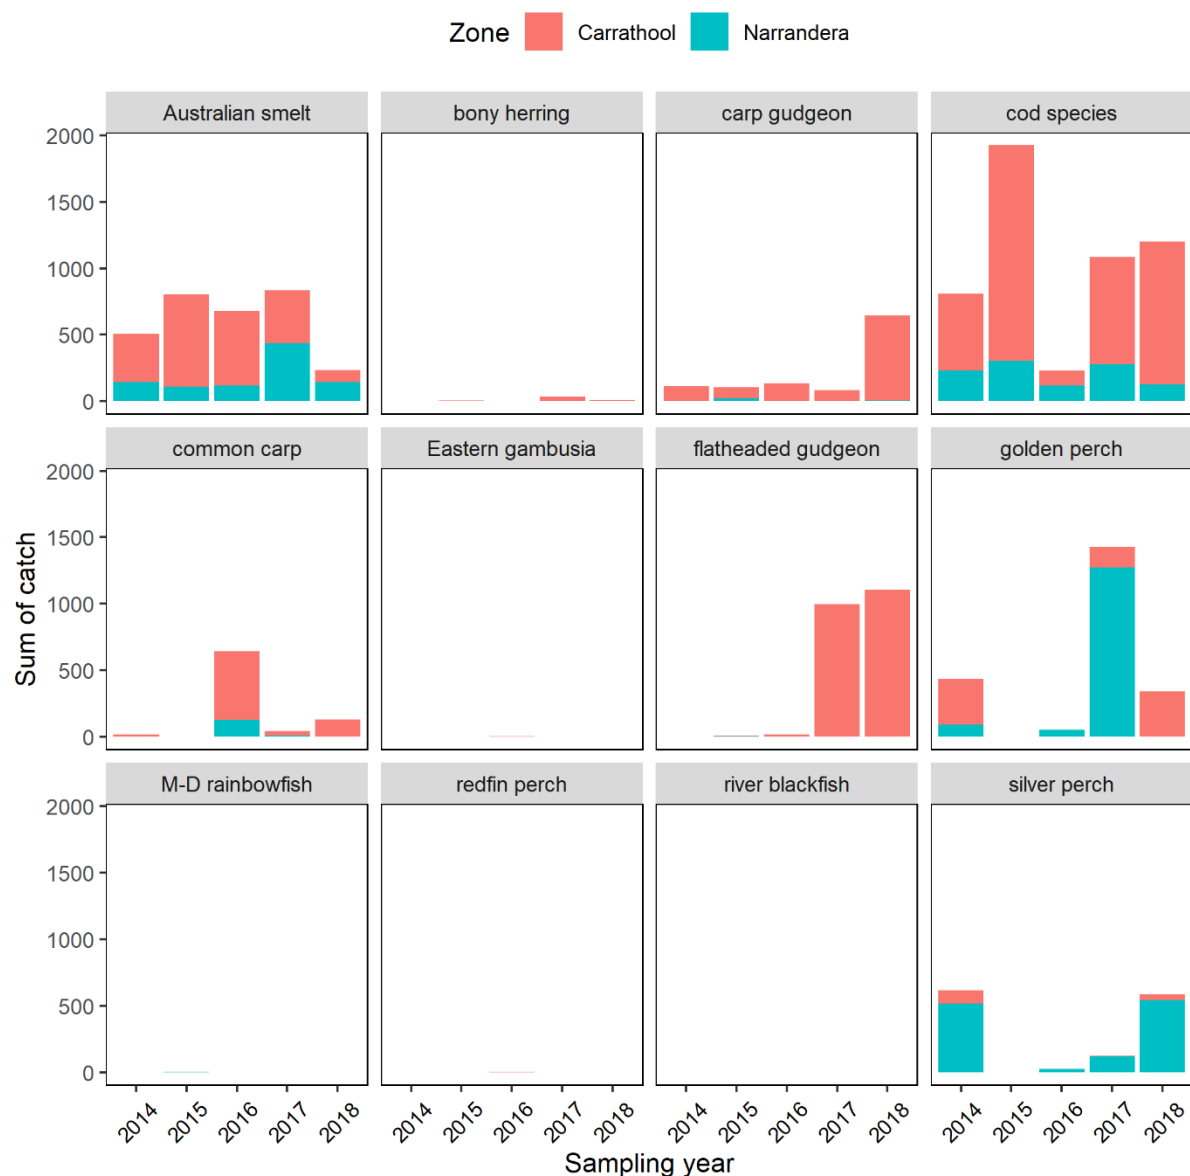 Zone Carrathool Narrandera
Australian smelt bony herring carp gudgeon cod species
2000
1500
1000
500
0
common carp Eastern gambusia flatheaded gudgeon golden perch
2000
1500
1000
500
0
Sum of catch
M-D rainbowfish redfin perch river blackfish silver perch
2000
1500
1000
500
0
2014 2015 2016 2017 2018 2014 2015 2016 2017 2018 2014 2015 2016 2017 2018 2014 2015 2016 2017 2018
Sampling year